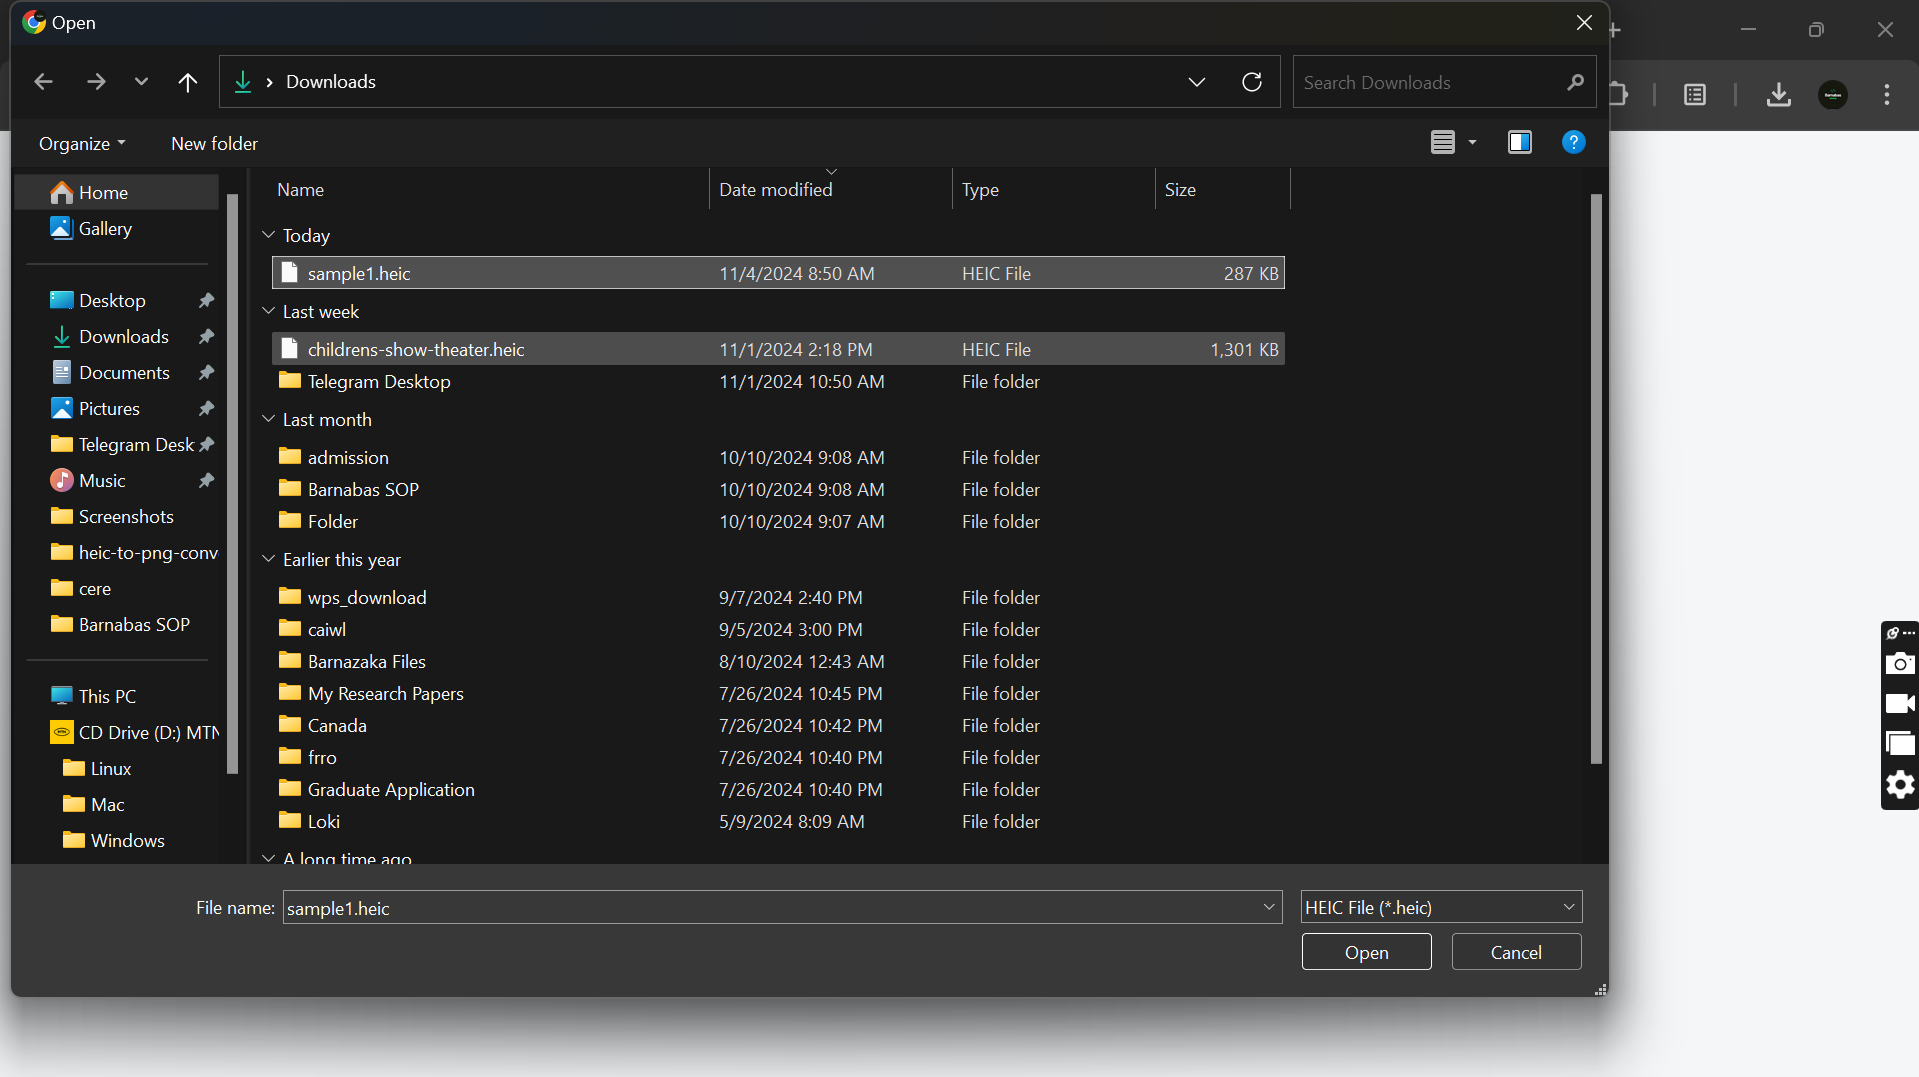 Open
Downloads
Search Downloads
Organize
New folder
Home
Gallery
Desktop
Downloads
Documents
Pictures
Telegram Desk
Music
Screenshots
heic-to-png-conv
cere
Barnabas SOP
This PC
CD Drive (D:) MTN
Linux
Mac
Windows
Name Date modified Type Size
Today
sample1.heic 11/4/2024 8:50 AM HEIC File 287 KB
Last week
childrens-show-theater.heic 11/1/2024 2:18 PM HEIC File 1,301 KB
Telegram Desktop 11/1/2024 10:50 AM File folder
Last month
admission 10/10/2024 9:08 AM File folder
Barnabas SOP 10/10/2024 9:08 AM File folder
Folder 10/10/2024 9:07 AM File folder
Earlier this year
wps_download 9/7/2024 2:40 PM File folder
caiwl 9/5/2024 3:00 PM File folder
Barnazaka Files 8/10/2024 12:43 AM File folder
My Research Papers 7/26/2024 10:45 PM File folder
Canada 7/26/2024 10:42 PM File folder
frro 7/26/2024 10:40 PM File folder
Graduate Application 7/26/2024 10:40 PM File folder
Loki 5/9/2024 8:09 AM File folder
A long time ago
File name: sample1.heic HEIC File (*.heic)
Open Cancel